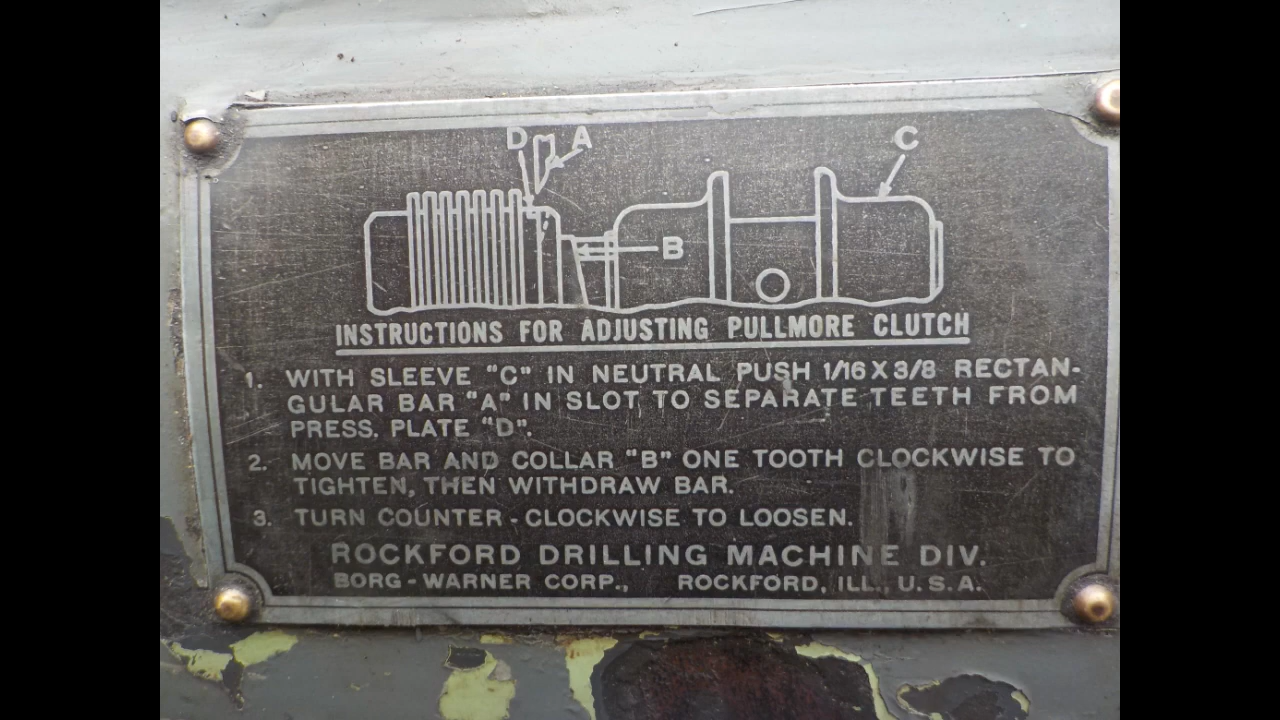 D A C
B
INSTRUCTIONS FOR ADJUSTING PULLMORE CLUTCH
1. WITH SLEEVE "C" IN NEUTRAL PUSH 1/16 X 3/8 RECTAN-
GULAR BAR "A" IN SLOT TO SEPARATE TEETH FROM
PRESS. PLATE "D".
2. MOVE BAR AND COLLAR "B" ONE TOOTH CLOCKWISE TO
TIGHTEN, THEN WITHDRAW BAR.
3. TURN COUNTER-CLOCKWISE TO LOOSEN.
ROCKFORD DRILLING MACHINE DIV.
BORG-WARNER CORP., ROCKFORD, ILL., U.S.A.